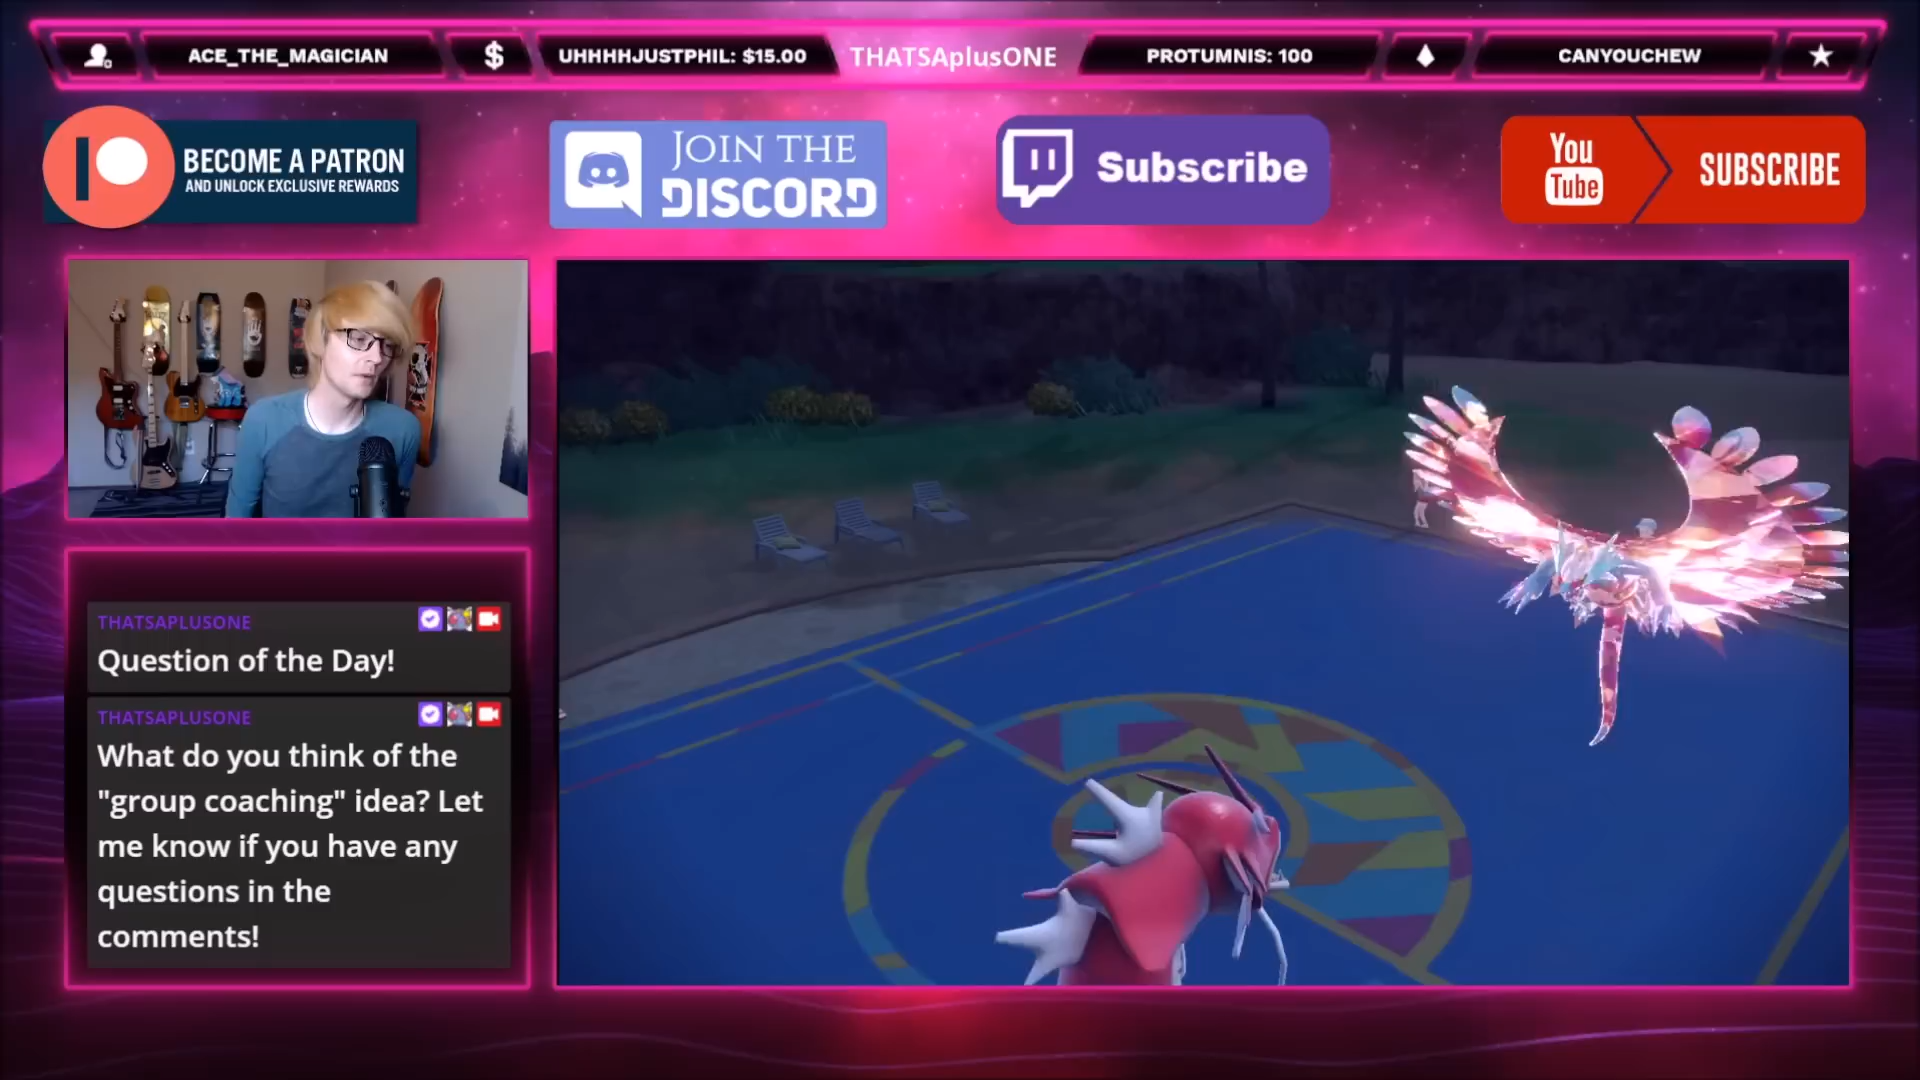 ACE_THE_MAGICIAN
$
UHHHHJUSTPHIL: $15.00
THATSAplusONE
PROTUMNIS: 100
CANYOUCHEW
BECOME A PATRON
AND UNLOCK EXCLUSIVE REWARDS
JOIN THE
DISCORD
Subscribe
You
Tube
SUBSCRIBE
THATSAPLUSONE
Question of the Day!
THATSAPLUSONE
What do you think of the
"group coaching" idea? Let
me know if you have any
questions in the
comments!